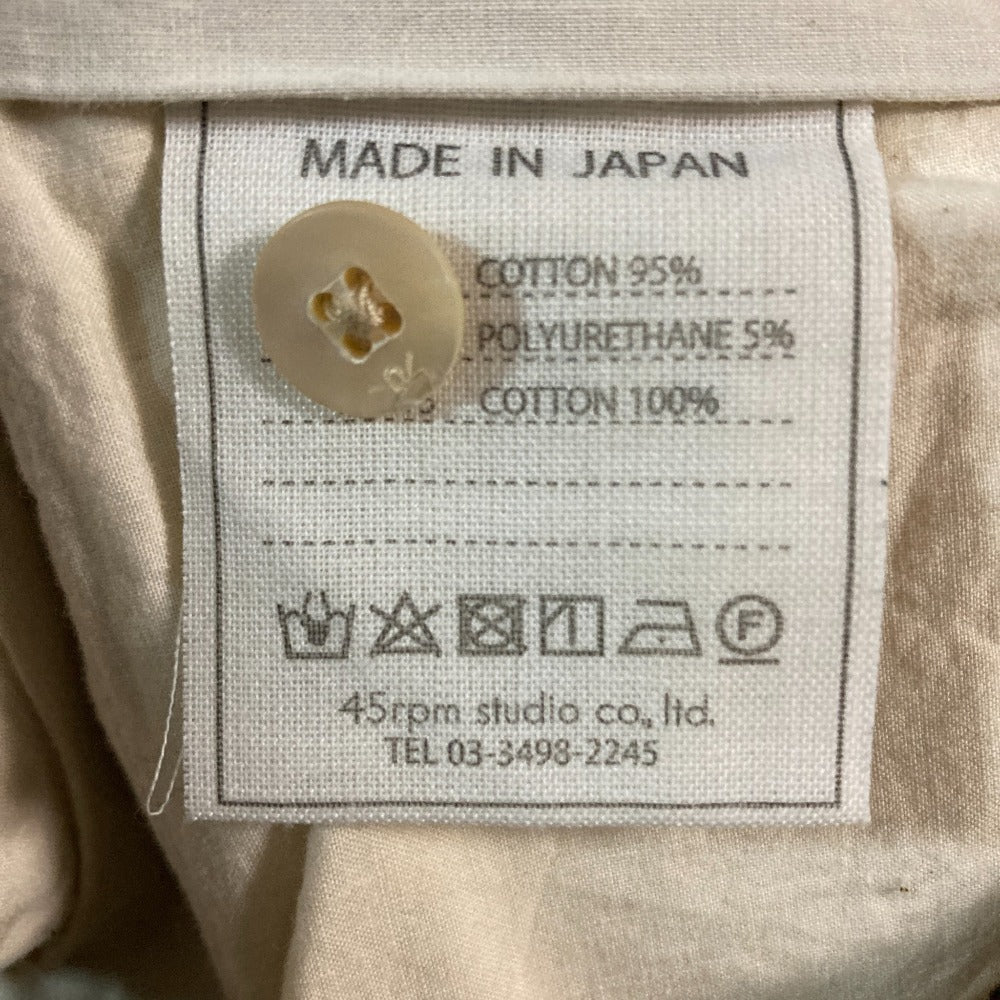 MADE IN JAPAN
COTTON 95%
POLYURETHANE 5%
COTTON 100%
F
45rpm studio co., ltd.
TEL 03-3498-2245